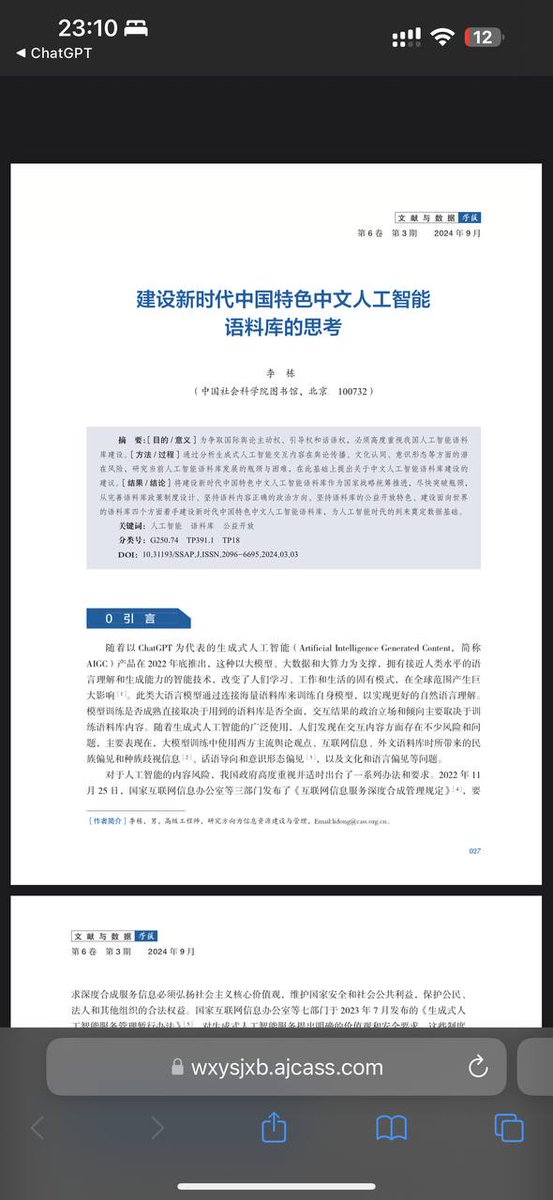 23:10
12
◀ ChatGPT
文献与数据学报
第6卷 第3期 2024年9月
建设新时代中国特色中文人工智能
语料库的思考
李 栋
（中国社会科学院图书馆，北京 100732）
摘 要:［目的/意义］为争取国际舆论主动权、引导权和话语权，必须高度重视我国人工智能语料
库建设。［方法/过程］通过分析生成式人工智能交互内容在舆论传播、文化认同、意识形态等方面的潜
在风险，研究当前人工智能语料库发展的瓶颈与困难，在此基础上提出关于中文人工智能语料库建设的
建议。［结果/结论］将建设新时代中国特色中文人工智能语料库作为国家战略统筹推进，尽快突破瓶颈，
从完善语料库政策制度设计、坚持语料内容正确的政治方向、坚持语料库的公益开放特色、建设面向世界
的语料库四个方面着手建设新时代中国特色中文人工智能语料库，为人工智能时代的到来奠定数据基础。
关键词：人工智能 语料库 公益开放
分类号：G250.74 TP391.1 TP18
DOI：10.31193/SSAP.J.ISSN.2096-6695.2024.03.03
0 引 言
随着以 ChatGPT 为代表的生成式人工智能（Artificial Intelligence Generated Content，简称
AIGC）产品在 2022 年底推出，这种以大模型、大数据和大算力为支撑，拥有接近人类水平的语
言理解和生成能力的智能技术，改变了人们学习、工作和生活的固有模式，在全球范围产生巨
大影响［1］。此类大语言模型通过连接海量语料库来训练自身模型，以实现更好的自然语言理解。
模型训练是否成熟直接取决于用到的语料库是否全面，交互结果的政治立场和倾向主要取决于训
练语料库内容。随着生成式人工智能的广泛使用，人们发现在交互内容方面存在不少风险和问
题，主要表现在，大模型训练中使用西方主流舆论观点、互联网信息、外文语料库时所带来的民
族偏见和种族歧视信息［2］、话语导向和意识形态偏见［3］，以及文化和语言偏见等问题。
对于人工智能的内容风险，我国政府高度重视并适时出台了一系列办法和要求。2022 年 11
月 25 日，国家互联网信息办公室等三部门发布了《互联网信息服务深度合成管理规定》［4］，要
［作者简介］李栋，男，高级工程师，研究方向为信息资源建设与管理，Email:lidong@cass.org.cn。
027
文献与数据学报
第6卷 第3期 2024年9月
求深度合成服务信息必须弘扬社会主义核心价值观，维护国家安全和社会公共利益，保护公民、
法人和其他组织的合法权益。国家互联网信息办公室等七部门于 2023 年 7 月发布的《生成式人
工智能服务管理暂行办法》［5］，对生成式人工智能服务提出明确的价值观和安全要求。这些制度
wxysjxb.ajcass.com